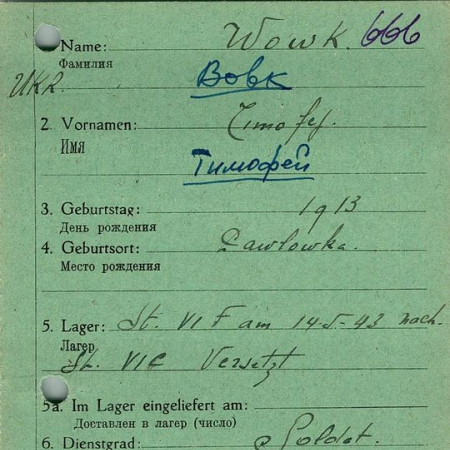 Name: Wowk. 666
Фамилия
UKR. Вовк
2. Vornamen: Timofej.
Имя
Тимофей
3. Geburtstag: 1913
День рождения
4. Geburtsort: Pawlowka.
Место рождения
5. Lager: St. VI F am 14-5-43 nach.
Лагерь
St. VI C Versetzt
5a. Im Lager eingeliefert am:
Доставлен в лагерь (число)
6. Dienstgrad: Soldat.